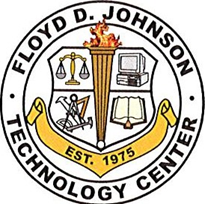 FLOYD D. JOHNSON
TECHNOLOGY CENTER
EST. 1975